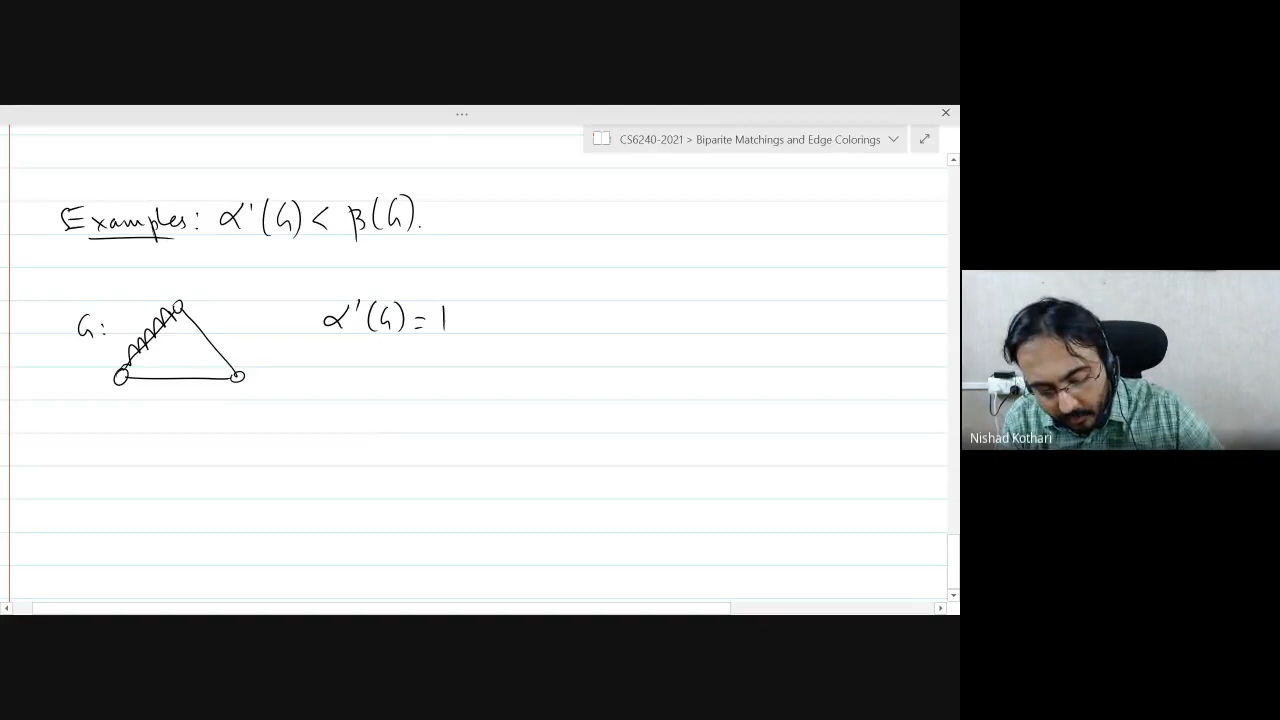 CS6240-2021 > Biparite Matchings and Edge Colorings
Examples: α'(G) < β(G).
G:
α'(G) = 1
Nishad Kothari